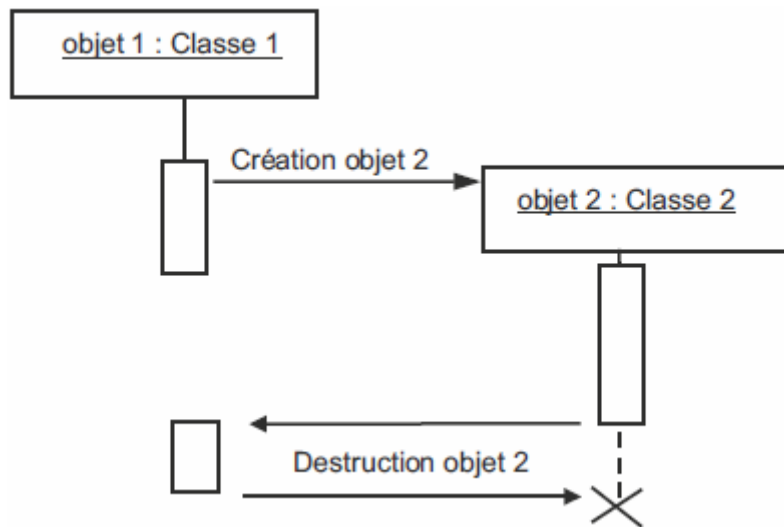 objet 1 : Classe 1
Création objet 2
objet 2 : Classe 2
Destruction objet 2